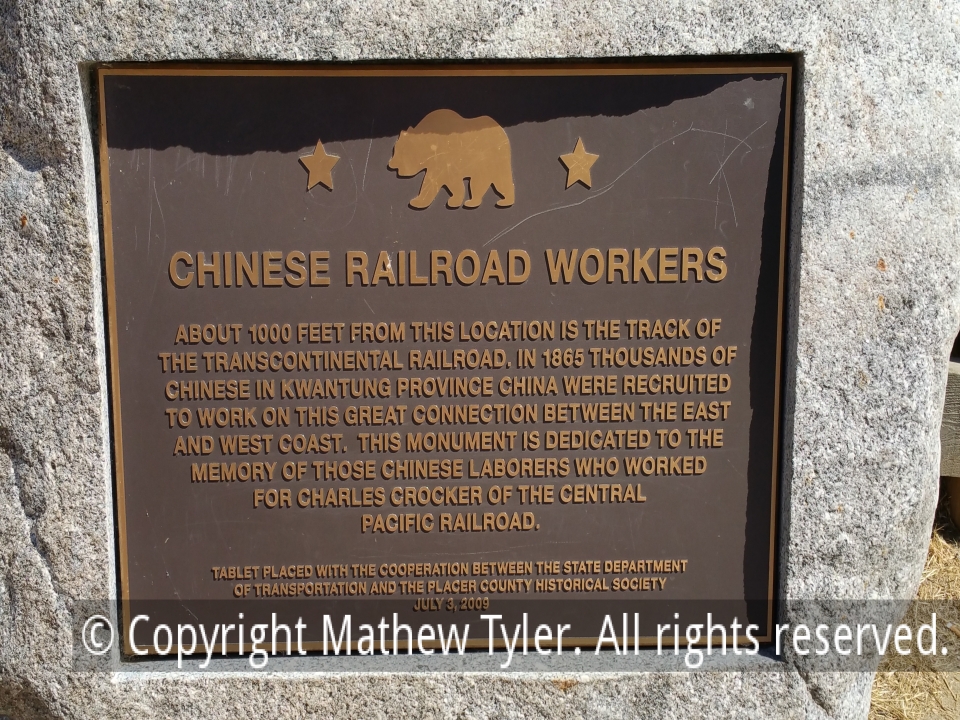 CHINESE RAILROAD WORKERS
ABOUT 1000 FEET FROM THIS LOCATION IS THE TRACK OF
THE TRANSCONTINENTAL RAILROAD. IN 1865 THOUSANDS OF
CHINESE IN KWANTUNG PROVINCE CHINA WERE RECRUITED
TO WORK ON THIS GREAT CONNECTION BETWEEN THE EAST
AND WEST COAST. THIS MONUMENT IS DEDICATED TO THE
MEMORY OF THOSE CHINESE LABORERS WHO WORKED
FOR CHARLES CROCKER OF THE CENTRAL
PACIFIC RAILROAD.
TABLET PLACED WITH THE COOPERATION BETWEEN THE STATE DEPARTMENT
OF TRANSPORTATION AND THE PLACER COUNTY HISTORICAL SOCIETY
JULY 3, 2009
© Copyright Mathew Tyler. All rights reserved.